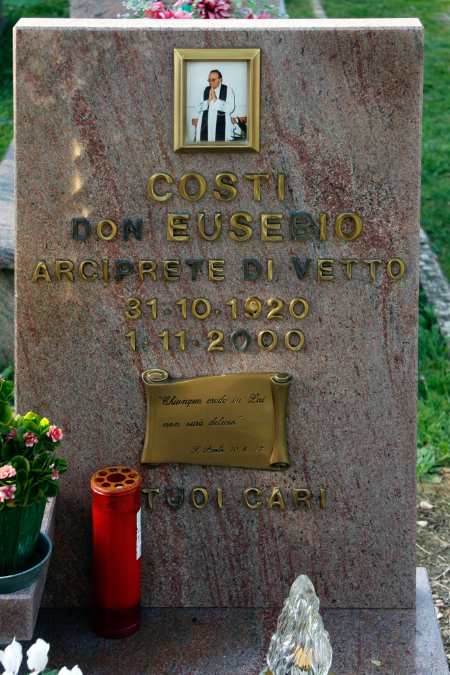 COSTI
DON EUSEBIO
ARCIPRETE DI VETTO
31-10-1920
1-11-2000
"Chiunque crede in Lui
non sarà deluso"
TUOI CARI